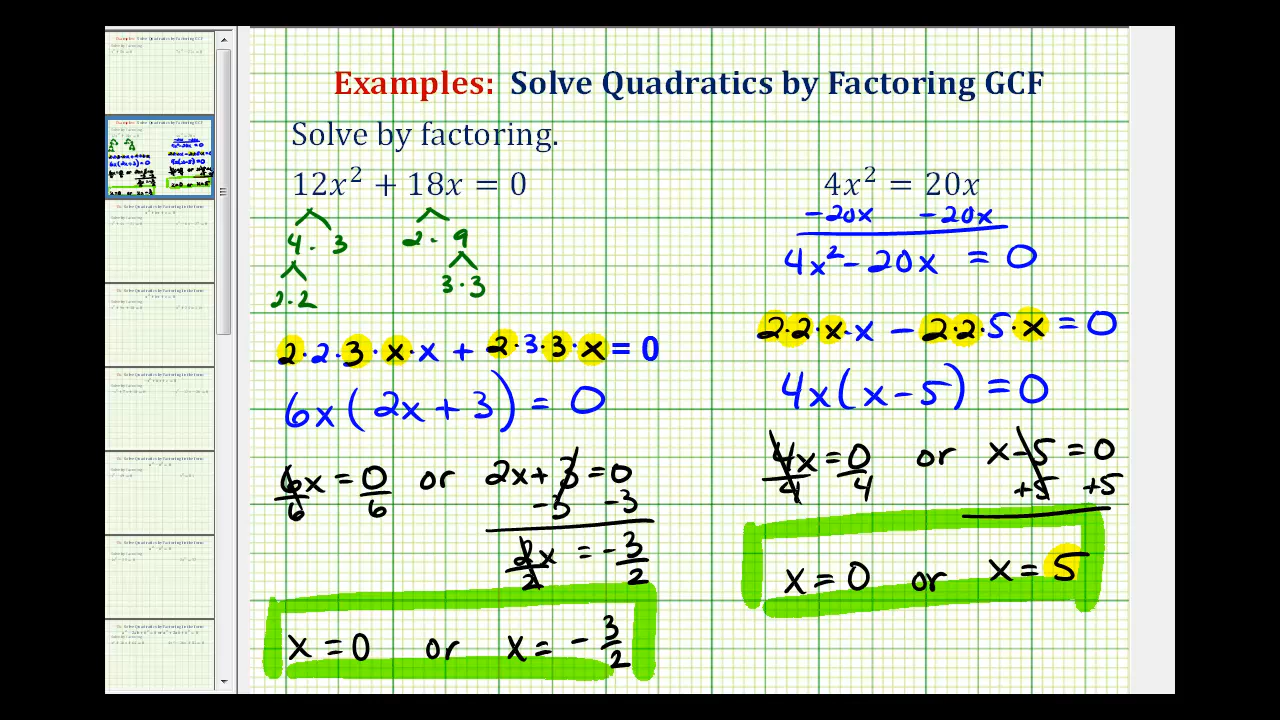 Examples: Solve Quadratics by Factoring GCF
Solve by factoring.
12x² + 18x = 0
4 · 3   2 · 9
2 · 2   3 · 3
2·2·3·x·x + 2·3·3·x = 0
6x(2x + 3) = 0
6x = 0 or 2x + 3 = 0
6   6   -3   -3
2x = -3
2   2
x = 0 or x = -3/2
4x² = 20x
-20x   -20x
4x² - 20x = 0
2·2·x·x - 2·2·5·x = 0
4x(x - 5) = 0
4x = 0 or x - 5 = 0
4   4   +5   +5
x = 0 or x = 5